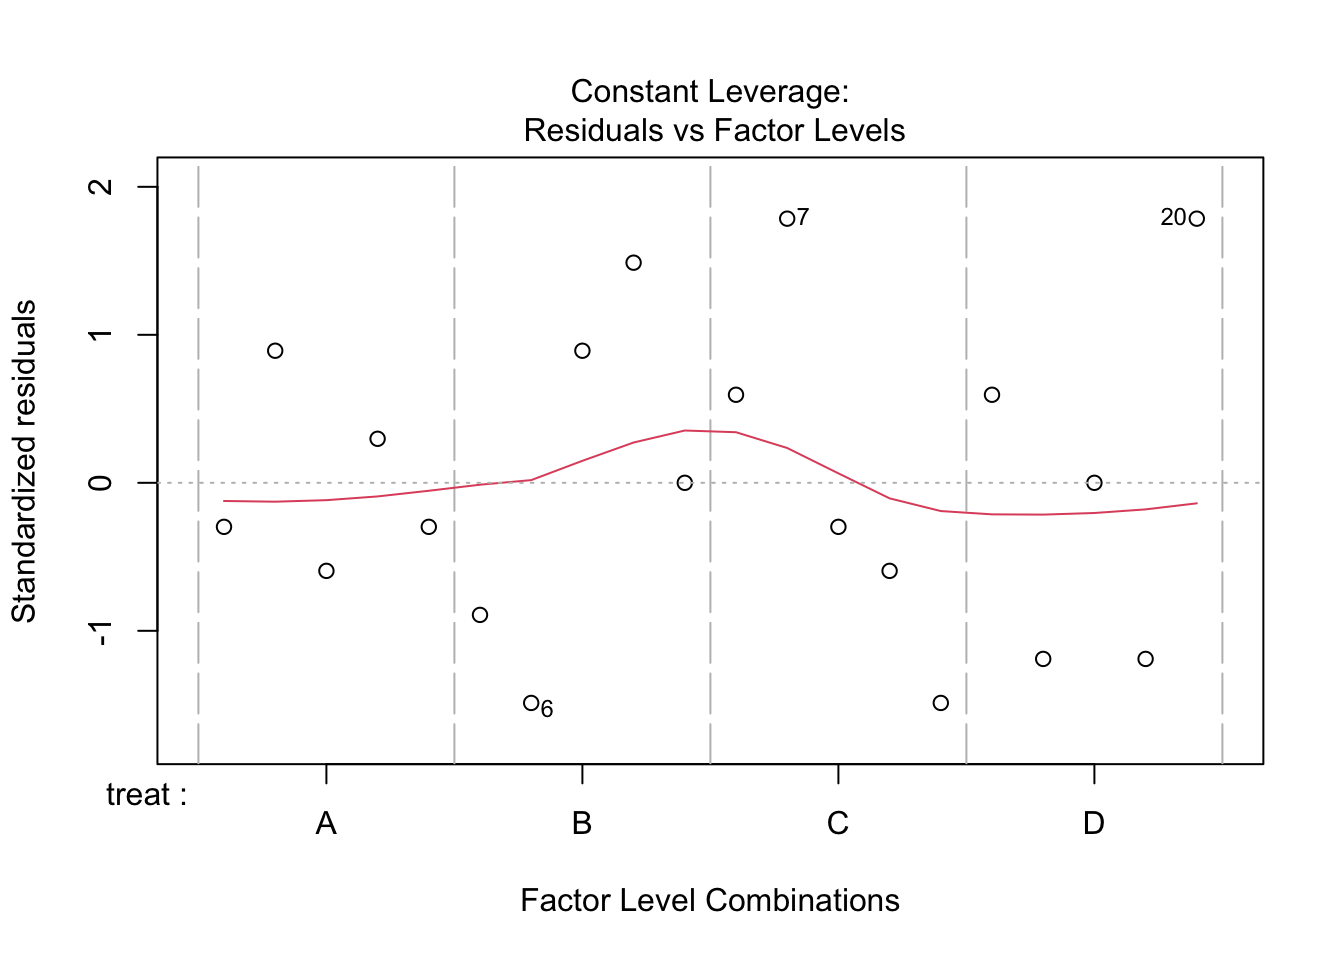 Constant Leverage:
Residuals vs Factor Levels
Standardized residuals
2
1
0
-1
7
20
6
treat :
A B C D
Factor Level Combinations